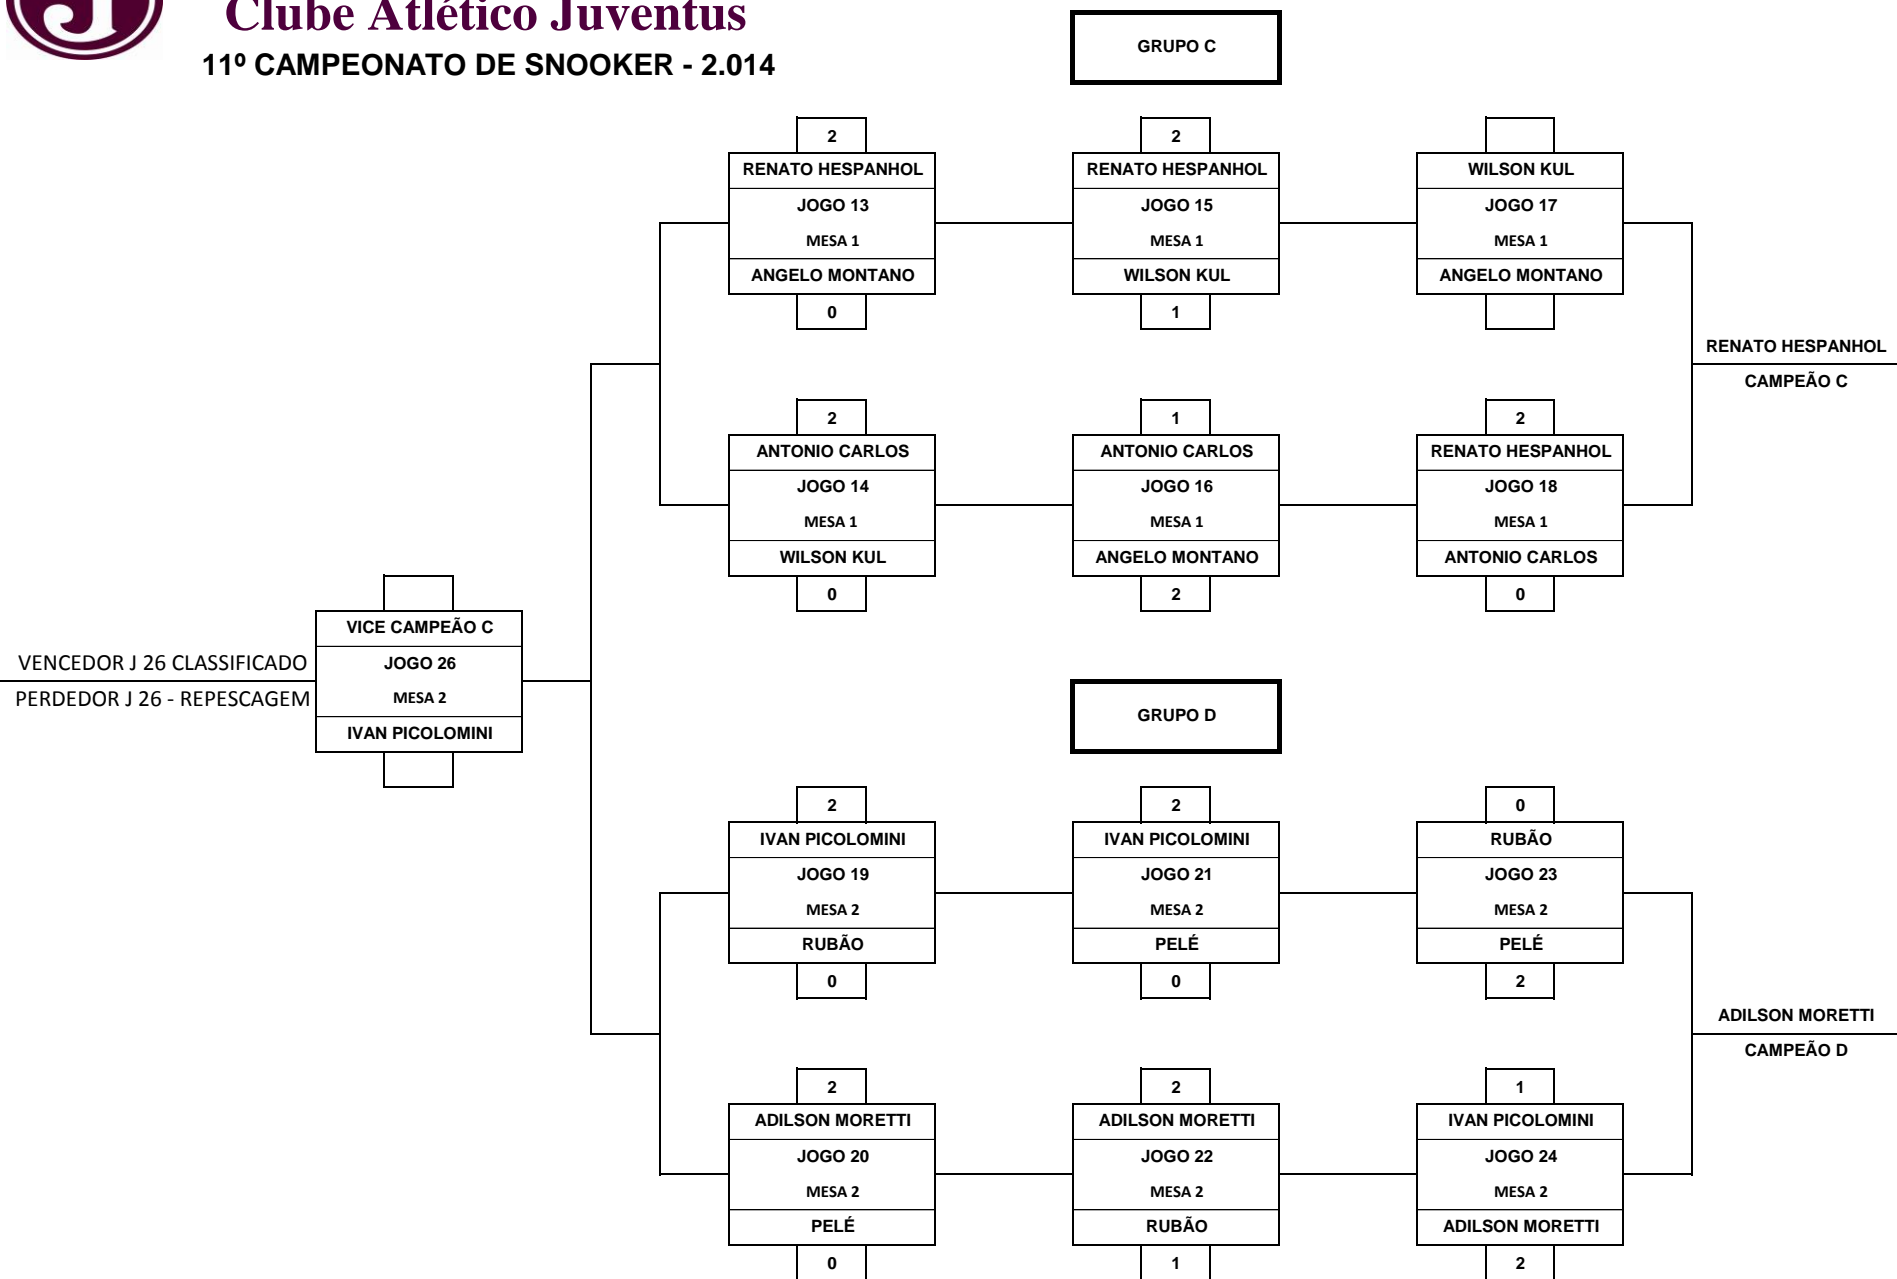 Clube Atlético Juventus
11º CAMPEONATO DE SNOOKER - 2.014
GRUPO C
2
RENATO HESPANHOL
JOGO 13
MESA 1
ANGELO MONTANO
0
2
RENATO HESPANHOL
JOGO 15
MESA 1
WILSON KUL
1
WILSON KUL
JOGO 17
MESA 1
ANGELO MONTANO
RENATO HESPANHOL
CAMPEÃO C
2
ANTONIO CARLOS
JOGO 14
MESA 1
WILSON KUL
0
1
ANTONIO CARLOS
JOGO 16
MESA 1
ANGELO MONTANO
2
2
RENATO HESPANHOL
JOGO 18
MESA 1
ANTONIO CARLOS
0
VICE CAMPEÃO C
VENCEDOR J 26 CLASSIFICADO
JOGO 26
PERDEDOR J 26 - REPESCAGEM
MESA 2
IVAN PICOLOMINI
GRUPO D
2
IVAN PICOLOMINI
JOGO 19
MESA 2
RUBÃO
0
2
IVAN PICOLOMINI
JOGO 21
MESA 2
PELÉ
0
0
RUBÃO
JOGO 23
MESA 2
PELÉ
2
ADILSON MORETTI
CAMPEÃO D
2
ADILSON MORETTI
JOGO 20
MESA 2
PELÉ
0
2
ADILSON MORETTI
JOGO 22
MESA 2
RUBÃO
1
1
IVAN PICOLOMINI
JOGO 24
MESA 2
ADILSON MORETTI
2